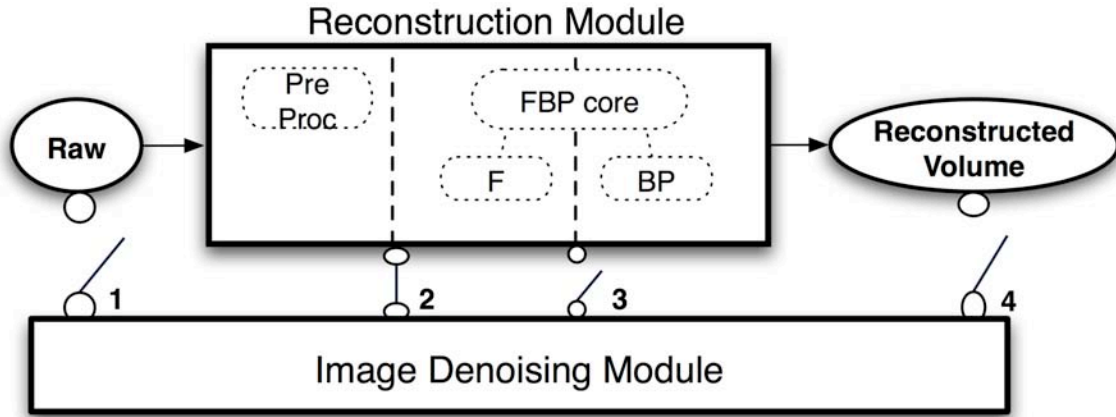 Reconstruction Module
Pre
Proc
FBP core
Raw
Reconstructed
Volume
F
BP
1
2
3
4
Image Denoising Module